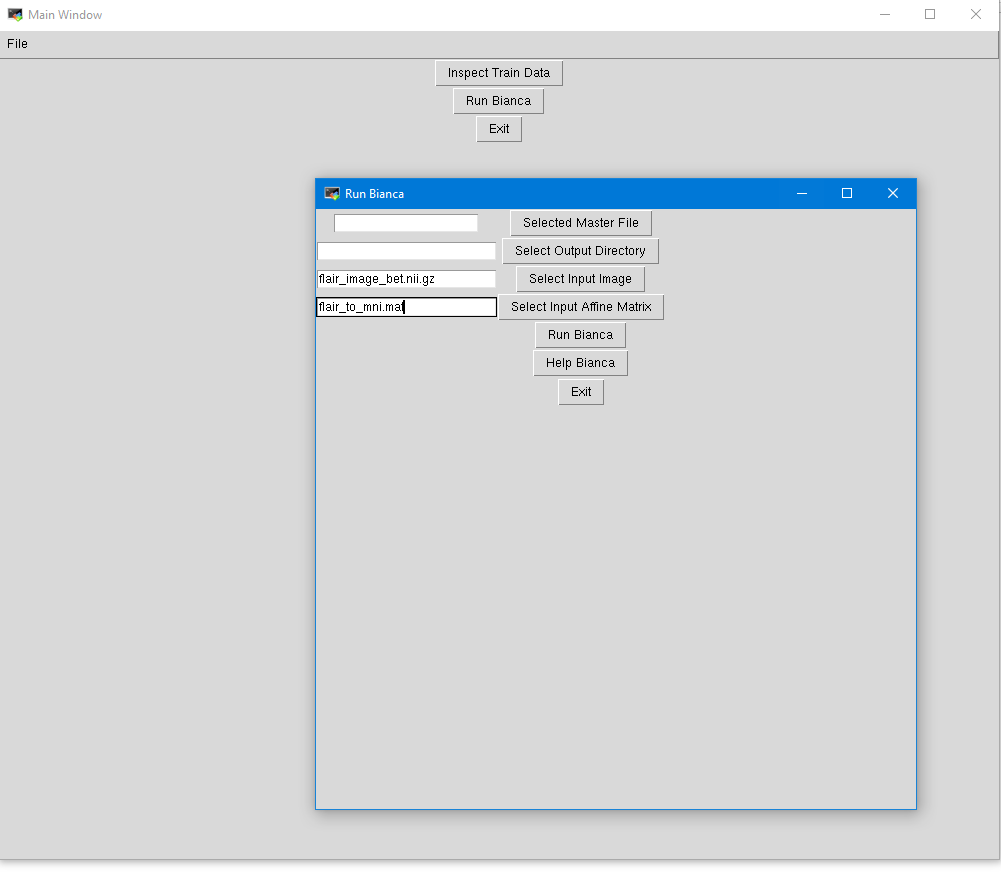 Main Window
File
Inspect Train Data
Run Bianca
Exit
Run Bianca
Selected Master File
Select Output Directory
flair_image_bet.nii.gz Select Input Image
flair_to_mni.mat Select Input Affine Matrix
Run Bianca
Help Bianca
Exit